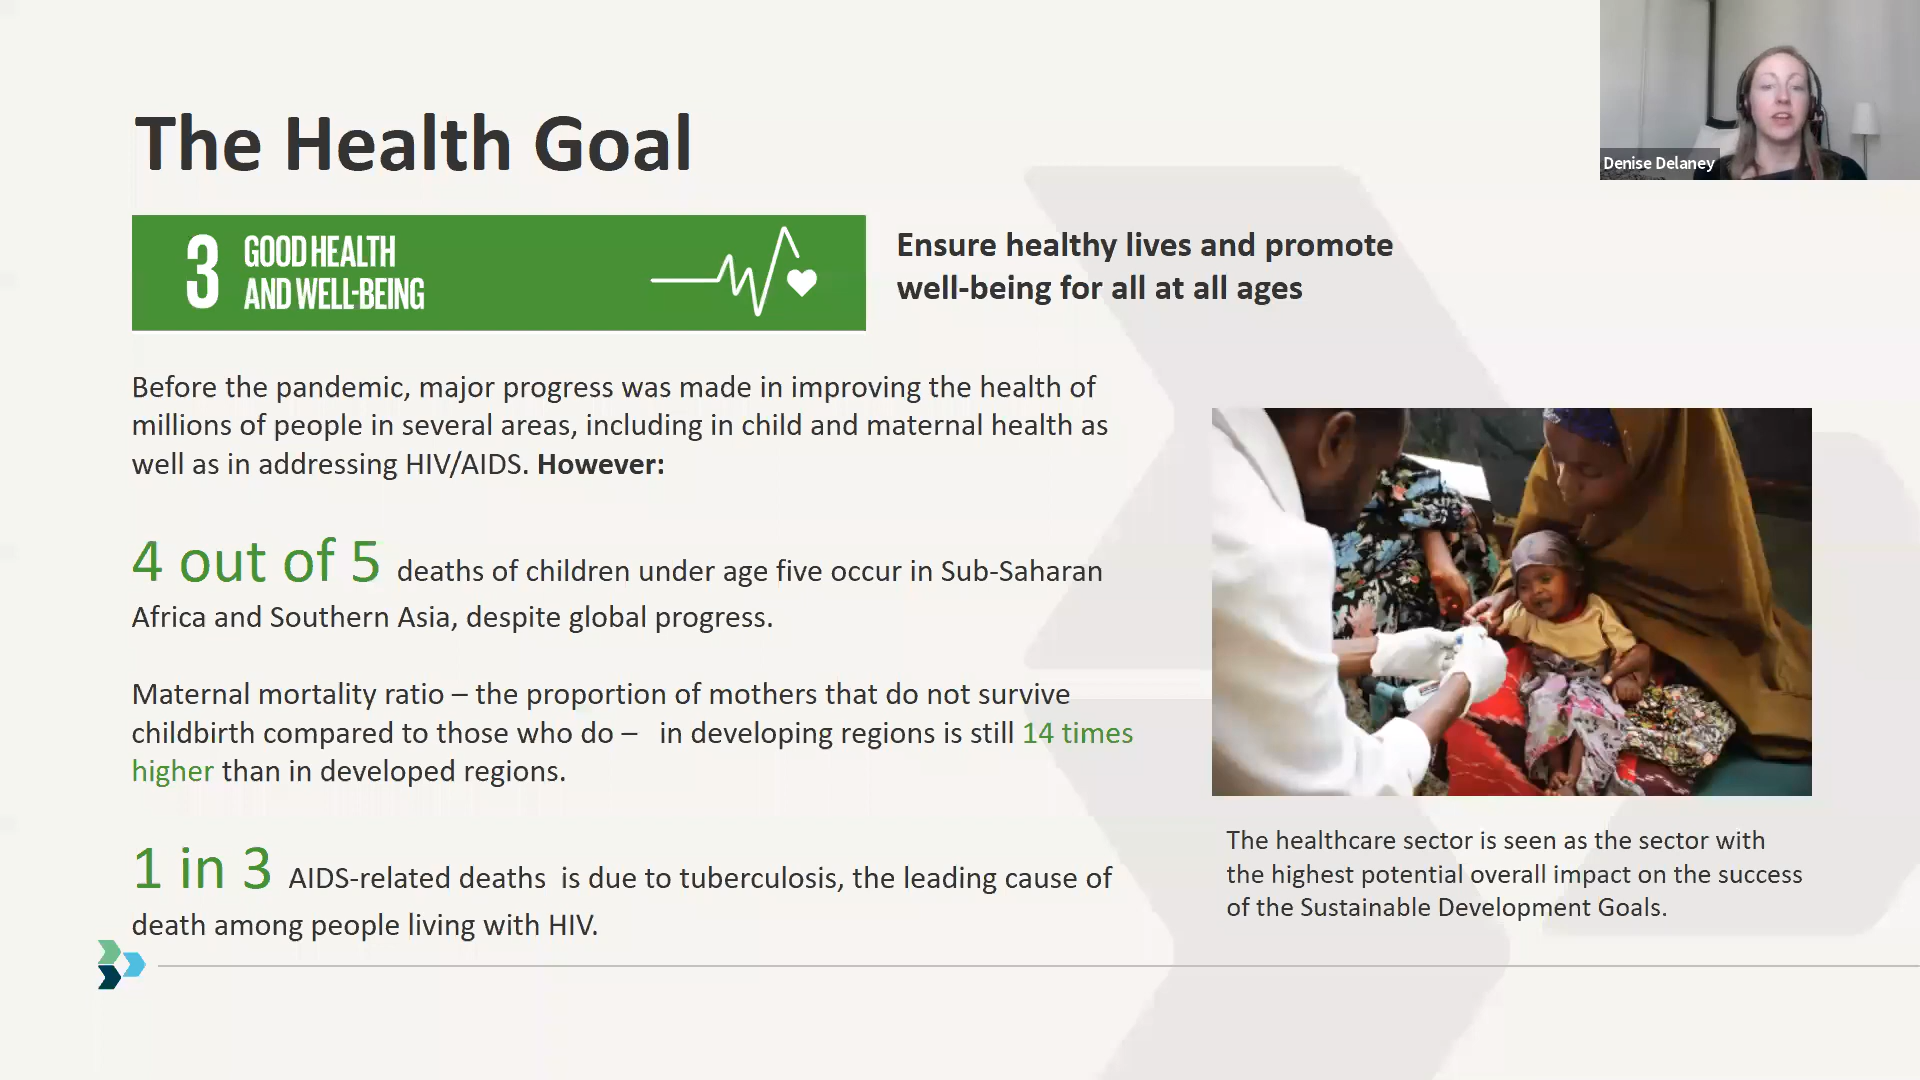 The Health Goal
Denise Delaney
3 GOOD HEALTH
AND WELL-BEING
Ensure healthy lives and promote
well-being for all at all ages
Before the pandemic, major progress was made in improving the health of
millions of people in several areas, including in child and maternal health as
well as in addressing HIV/AIDS. However:
4 out of 5 deaths of children under age five occur in Sub-Saharan
Africa and Southern Asia, despite global progress.
Maternal mortality ratio – the proportion of mothers that do not survive
childbirth compared to those who do – in developing regions is still 14 times
higher than in developed regions.
1 in 3 AIDS-related deaths is due to tuberculosis, the leading cause of
death among people living with HIV.
The healthcare sector is seen as the sector with
the highest potential overall impact on the success
of the Sustainable Development Goals.